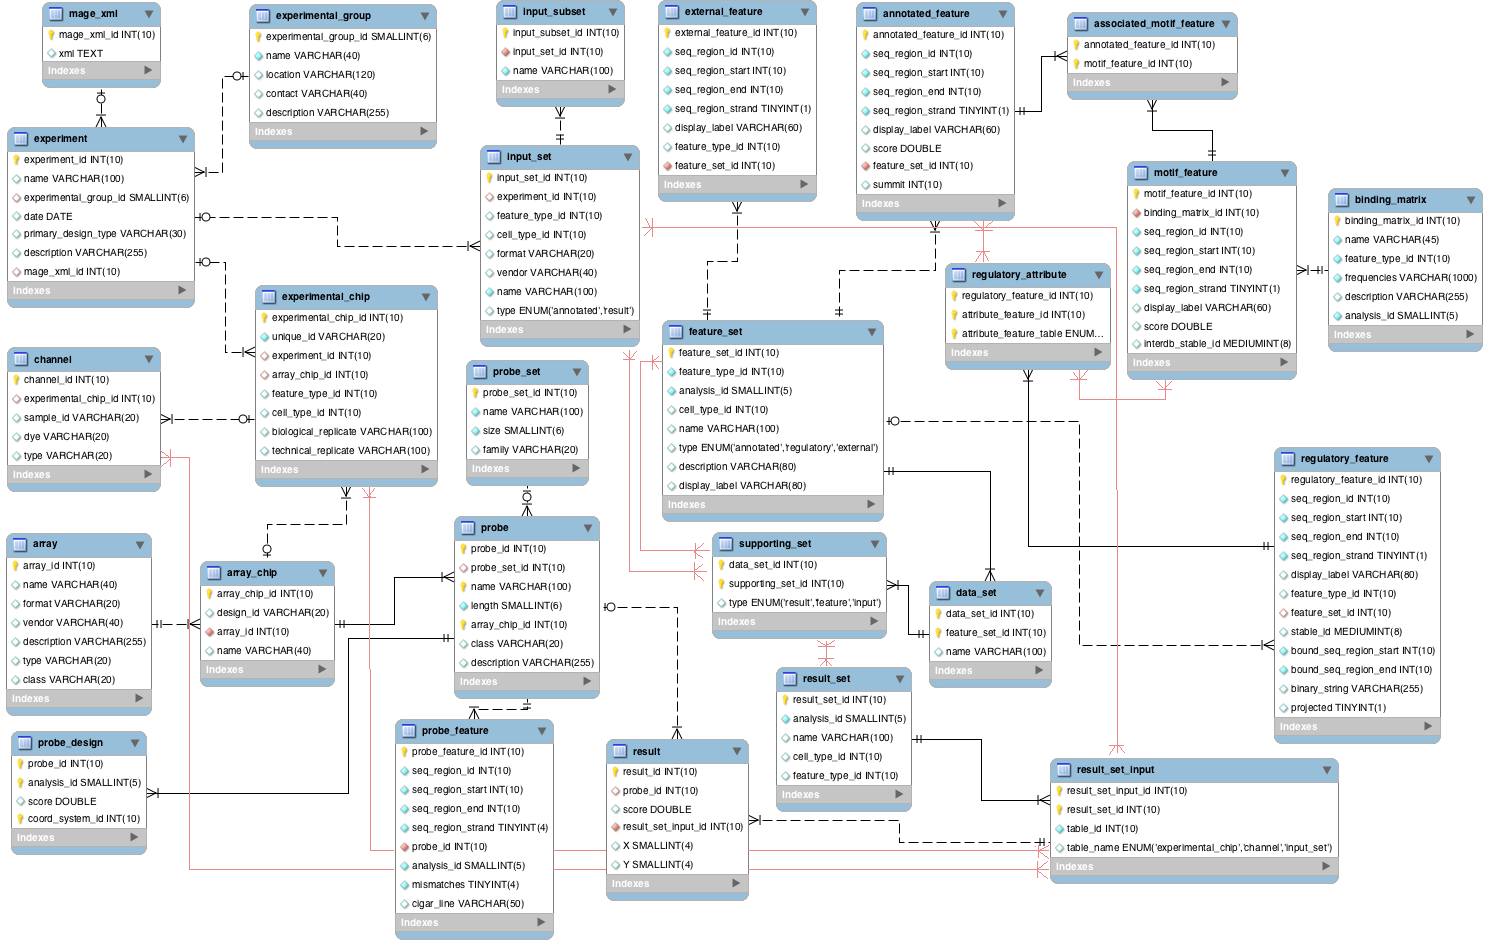 mage_xml
mage_xml_id INT(10)
xml TEXT
Indexes
experimental_group
experimental_group_id SMALLINT(6)
name VARCHAR(40)
location VARCHAR(120)
contact VARCHAR(40)
description VARCHAR(255)
Indexes
input_subset
input_subset_id INT(10)
input_set_id INT(10)
name VARCHAR(100)
Indexes
external_feature
external_feature_id INT(10)
seq_region_id INT(10)
seq_region_start INT(10)
seq_region_end INT(10)
seq_region_strand TINYINT(1)
display_label VARCHAR(60)
feature_type_id INT(10)
feature_set_id INT(10)
Indexes
annotated_feature
annotated_feature_id INT(10)
seq_region_id INT(10)
seq_region_start INT(10)
seq_region_end INT(10)
seq_region_strand TINYINT(1)
display_label VARCHAR(60)
score DOUBLE
feature_set_id INT(10)
summit INT(10)
Indexes
associated_motif_feature
annotated_feature_id INT(10)
motif_feature_id INT(10)
Indexes
experiment
experiment_id INT(10)
name VARCHAR(100)
experimental_group_id SMALLINT(6)
date DATE
primary_design_type VARCHAR(30)
description VARCHAR(255)
mage_xml_id INT(10)
Indexes
input_set
input_set_id INT(10)
experiment_id INT(10)
feature_type_id INT(10)
cell_type_id INT(10)
format VARCHAR(20)
vendor VARCHAR(40)
name VARCHAR(100)
type ENUM('annotated','result')
Indexes
motif_feature
motif_feature_id INT(10)
binding_matrix_id INT(10)
seq_region_id INT(10)
seq_region_start INT(10)
seq_region_end INT(10)
seq_region_strand TINYINT(1)
display_label VARCHAR(60)
score DOUBLE
interdb_stable_id MEDIUMINT(8)
Indexes
binding_matrix
binding_matrix_id INT(10)
name VARCHAR(45)
feature_type_id INT(10)
frequencies VARCHAR(1000)
description VARCHAR(255)
analysis_id SMALLINT(5)
Indexes
regulatory_attribute
regulatory_feature_id INT(10)
attribute_feature_id INT(10)
attribute_feature_table ENUM...
Indexes
experimental_chip
experimental_chip_id INT(10)
unique_id VARCHAR(20)
experiment_id INT(10)
array_chip_id INT(10)
feature_type_id INT(10)
cell_type_id INT(10)
biological_replicate VARCHAR(100)
technical_replicate VARCHAR(100)
Indexes
channel
channel_id INT(10)
experimental_chip_id INT(10)
sample_id VARCHAR(20)
dye VARCHAR(20)
type VARCHAR(20)
Indexes
probe_set
probe_set_id INT(10)
name VARCHAR(100)
size SMALLINT(6)
family VARCHAR(20)
Indexes
feature_set
feature_set_id INT(10)
feature_type_id INT(10)
analysis_id SMALLINT(5)
cell_type_id INT(10)
name VARCHAR(100)
type ENUM('annotated','regulatory','external')
description VARCHAR(80)
display_label VARCHAR(80)
Indexes
regulatory_feature
regulatory_feature_id INT(10)
seq_region_id INT(10)
seq_region_start INT(10)
seq_region_end INT(10)
seq_region_strand TINYINT(1)
display_label VARCHAR(80)
feature_type_id INT(10)
feature_set_id INT(10)
stable_id MEDIUMINT(8)
bound_seq_region_start INT(10)
bound_seq_region_end INT(10)
binary_string VARCHAR(255)
projected TINYINT(1)
Indexes
array
array_id INT(10)
name VARCHAR(40)
format VARCHAR(20)
vendor VARCHAR(40)
description VARCHAR(255)
type VARCHAR(20)
class VARCHAR(20)
Indexes
array_chip
array_chip_id INT(10)
design_id VARCHAR(20)
array_id INT(10)
name VARCHAR(40)
Indexes
probe
probe_id INT(10)
probe_set_id INT(10)
name VARCHAR(100)
length SMALLINT(6)
array_chip_id INT(10)
class VARCHAR(20)
description VARCHAR(255)
Indexes
supporting_set
data_set_id INT(10)
supporting_set_id INT(10)
type ENUM('result','feature','input')
Indexes
data_set
data_set_id INT(10)
feature_set_id INT(10)
name VARCHAR(100)
Indexes
result_set
result_set_id INT(10)
analysis_id SMALLINT(5)
name VARCHAR(100)
cell_type_id INT(10)
feature_type_id INT(10)
Indexes
probe_design
probe_id INT(10)
analysis_id SMALLINT(5)
score DOUBLE
coord_system_id INT(10)
Indexes
probe_feature
probe_feature_id INT(10)
seq_region_id INT(10)
seq_region_start INT(10)
seq_region_end INT(10)
seq_region_strand TINYINT(4)
probe_id INT(10)
analysis_id SMALLINT(5)
mismatches TINYINT(4)
cigar_line VARCHAR(50)
Indexes
result
result_id INT(10)
probe_id INT(10)
score DOUBLE
result_set_input_id INT(10)
X SMALLINT(4)
Y SMALLINT(4)
Indexes
result_set_input
result_set_input_id INT(10)
result_set_id INT(10)
table_id INT(10)
table_name ENUM('experimental_chip','channel','input_set')
Indexes